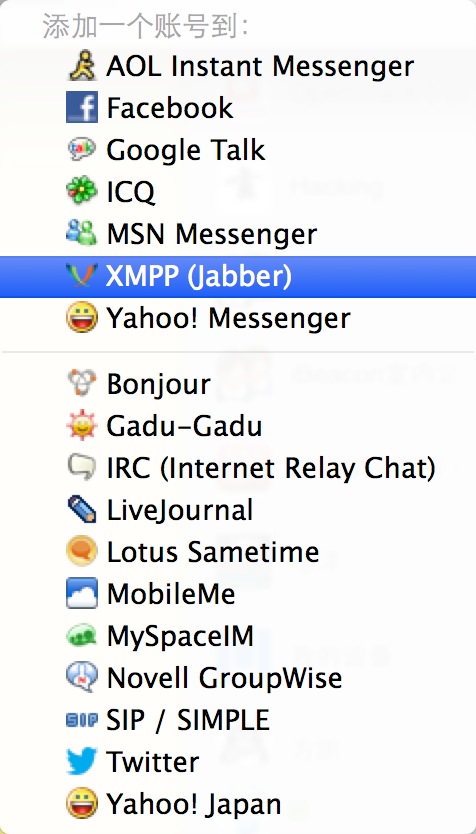 添加一个账号到：
AOL Instant Messenger
Facebook
Google Talk
ICQ
MSN Messenger
XMPP (Jabber)
Yahoo! Messenger
Bonjour
Gadu-Gadu
IRC (Internet Relay Chat)
LiveJournal
Lotus Sametime
MobileMe
MySpaceIM
Novell GroupWise
SIP / SIMPLE
Twitter
Yahoo! Japan